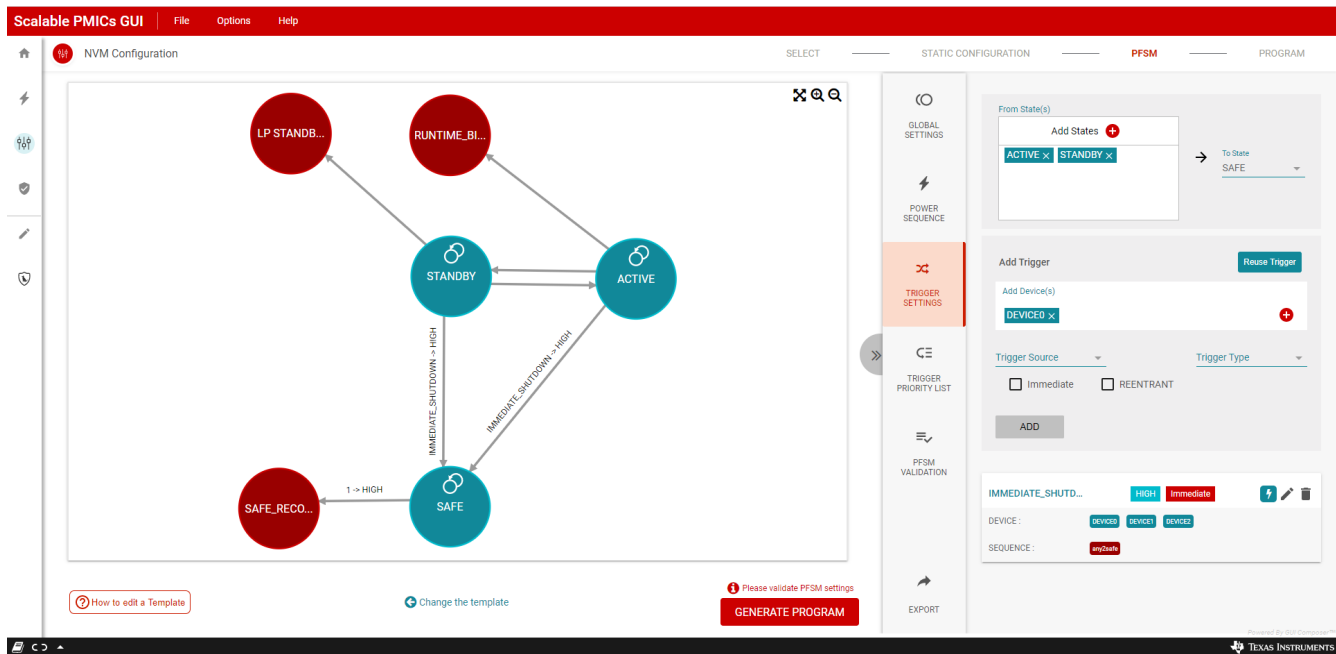 Scalable PMICs GUI File Options Help
NVM Configuration
SELECT STATIC CONFIGURATION PFSM PROGRAM
LP STANDB...
RUNTIME_BI...
STANDBY
ACTIVE
IMMEDIATE_SHUTDOWN -> HIGH
IMMEDIATE_SHUTDOWN -> HIGH
1 -> HIGH
SAFE_RECO...
SAFE
How to edit a Template
Change the template
Please validate PFSM settings
GENERATE PROGRAM
GLOBAL
SETTINGS
POWER
SEQUENCE
TRIGGER
SETTINGS
TRIGGER
PRIORITY LIST
PFSM
VALIDATION
EXPORT
From State(s)
Add States
ACTIVE × STANDBY ×
To State
SAFE
Add Trigger
Reuse Trigger
Add Device(s)
DEVICE0 ×
Trigger Source Trigger Type
Immediate REENTRANT
ADD
IMMEDIATE_SHUTD... HIGH Immediate
DEVICE : DEVICE0 DEVICE1 DEVICE2
SEQUENCE : any2safe
Powered By GUI Composer™
TEXAS INSTRUMENTS